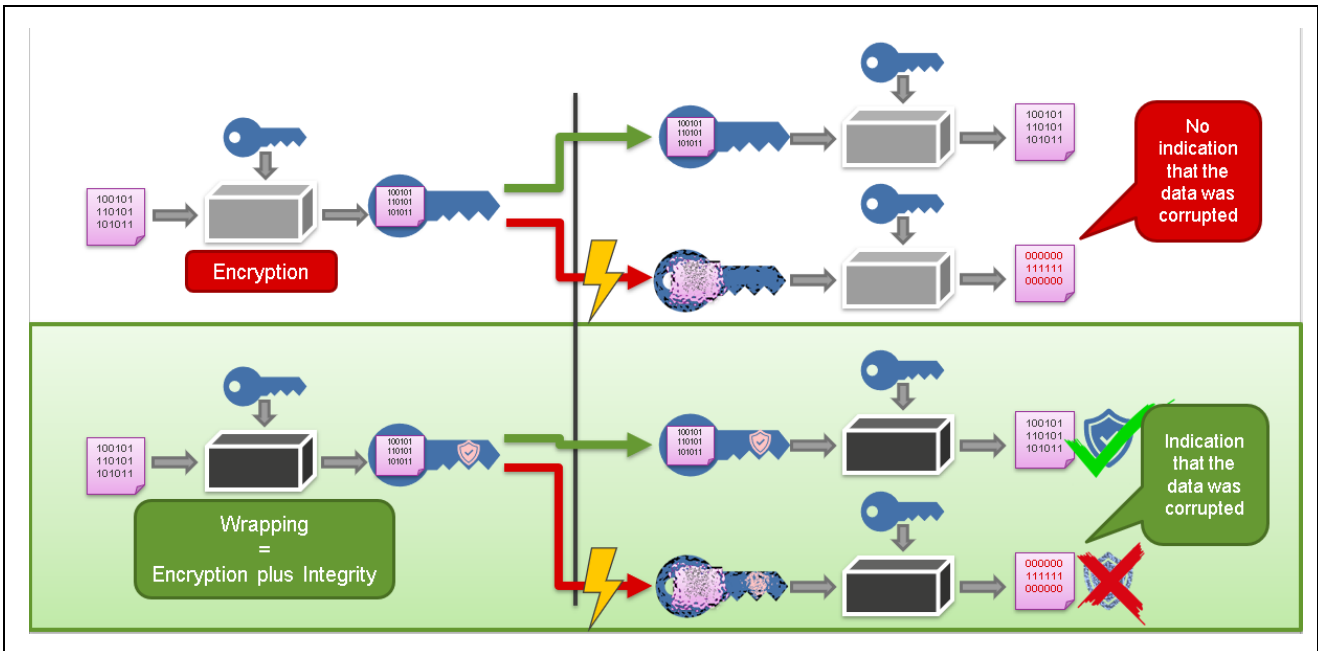 100101
110101
101011
100101
110101
101011
100101
110101
101011
100101
110101
101011
No
indication
that the
data was
corrupted
Encryption
000000
111111
000000
100101
110101
101011
100101
110101
101011
100101
110101
101011
100101
110101
101011
Indication
that the
data was
corrupted
Wrapping
=
Encryption plus Integrity
000000
111111
000000